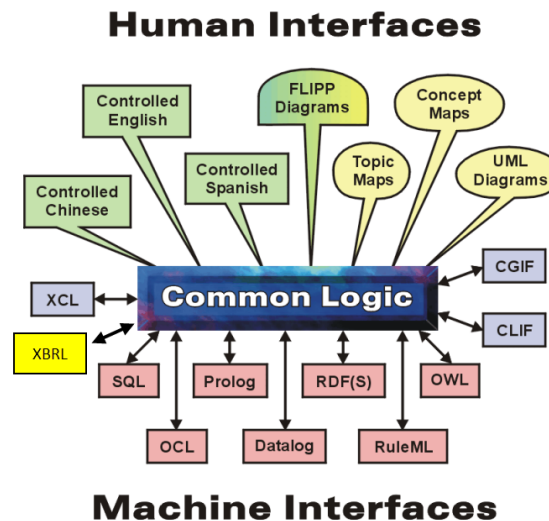 Human Interfaces
FLIPP
Diagrams
Concept
Maps
Controlled
English
Controlled
Spanish
Topic
Maps
UML
Diagrams
Controlled
Chinese
CGIF
Common Logic
XCL
CLIF
XBRL
SQL
Prolog
RDF(S)
OWL
OCL
Datalog
RuleML
Machine Interfaces